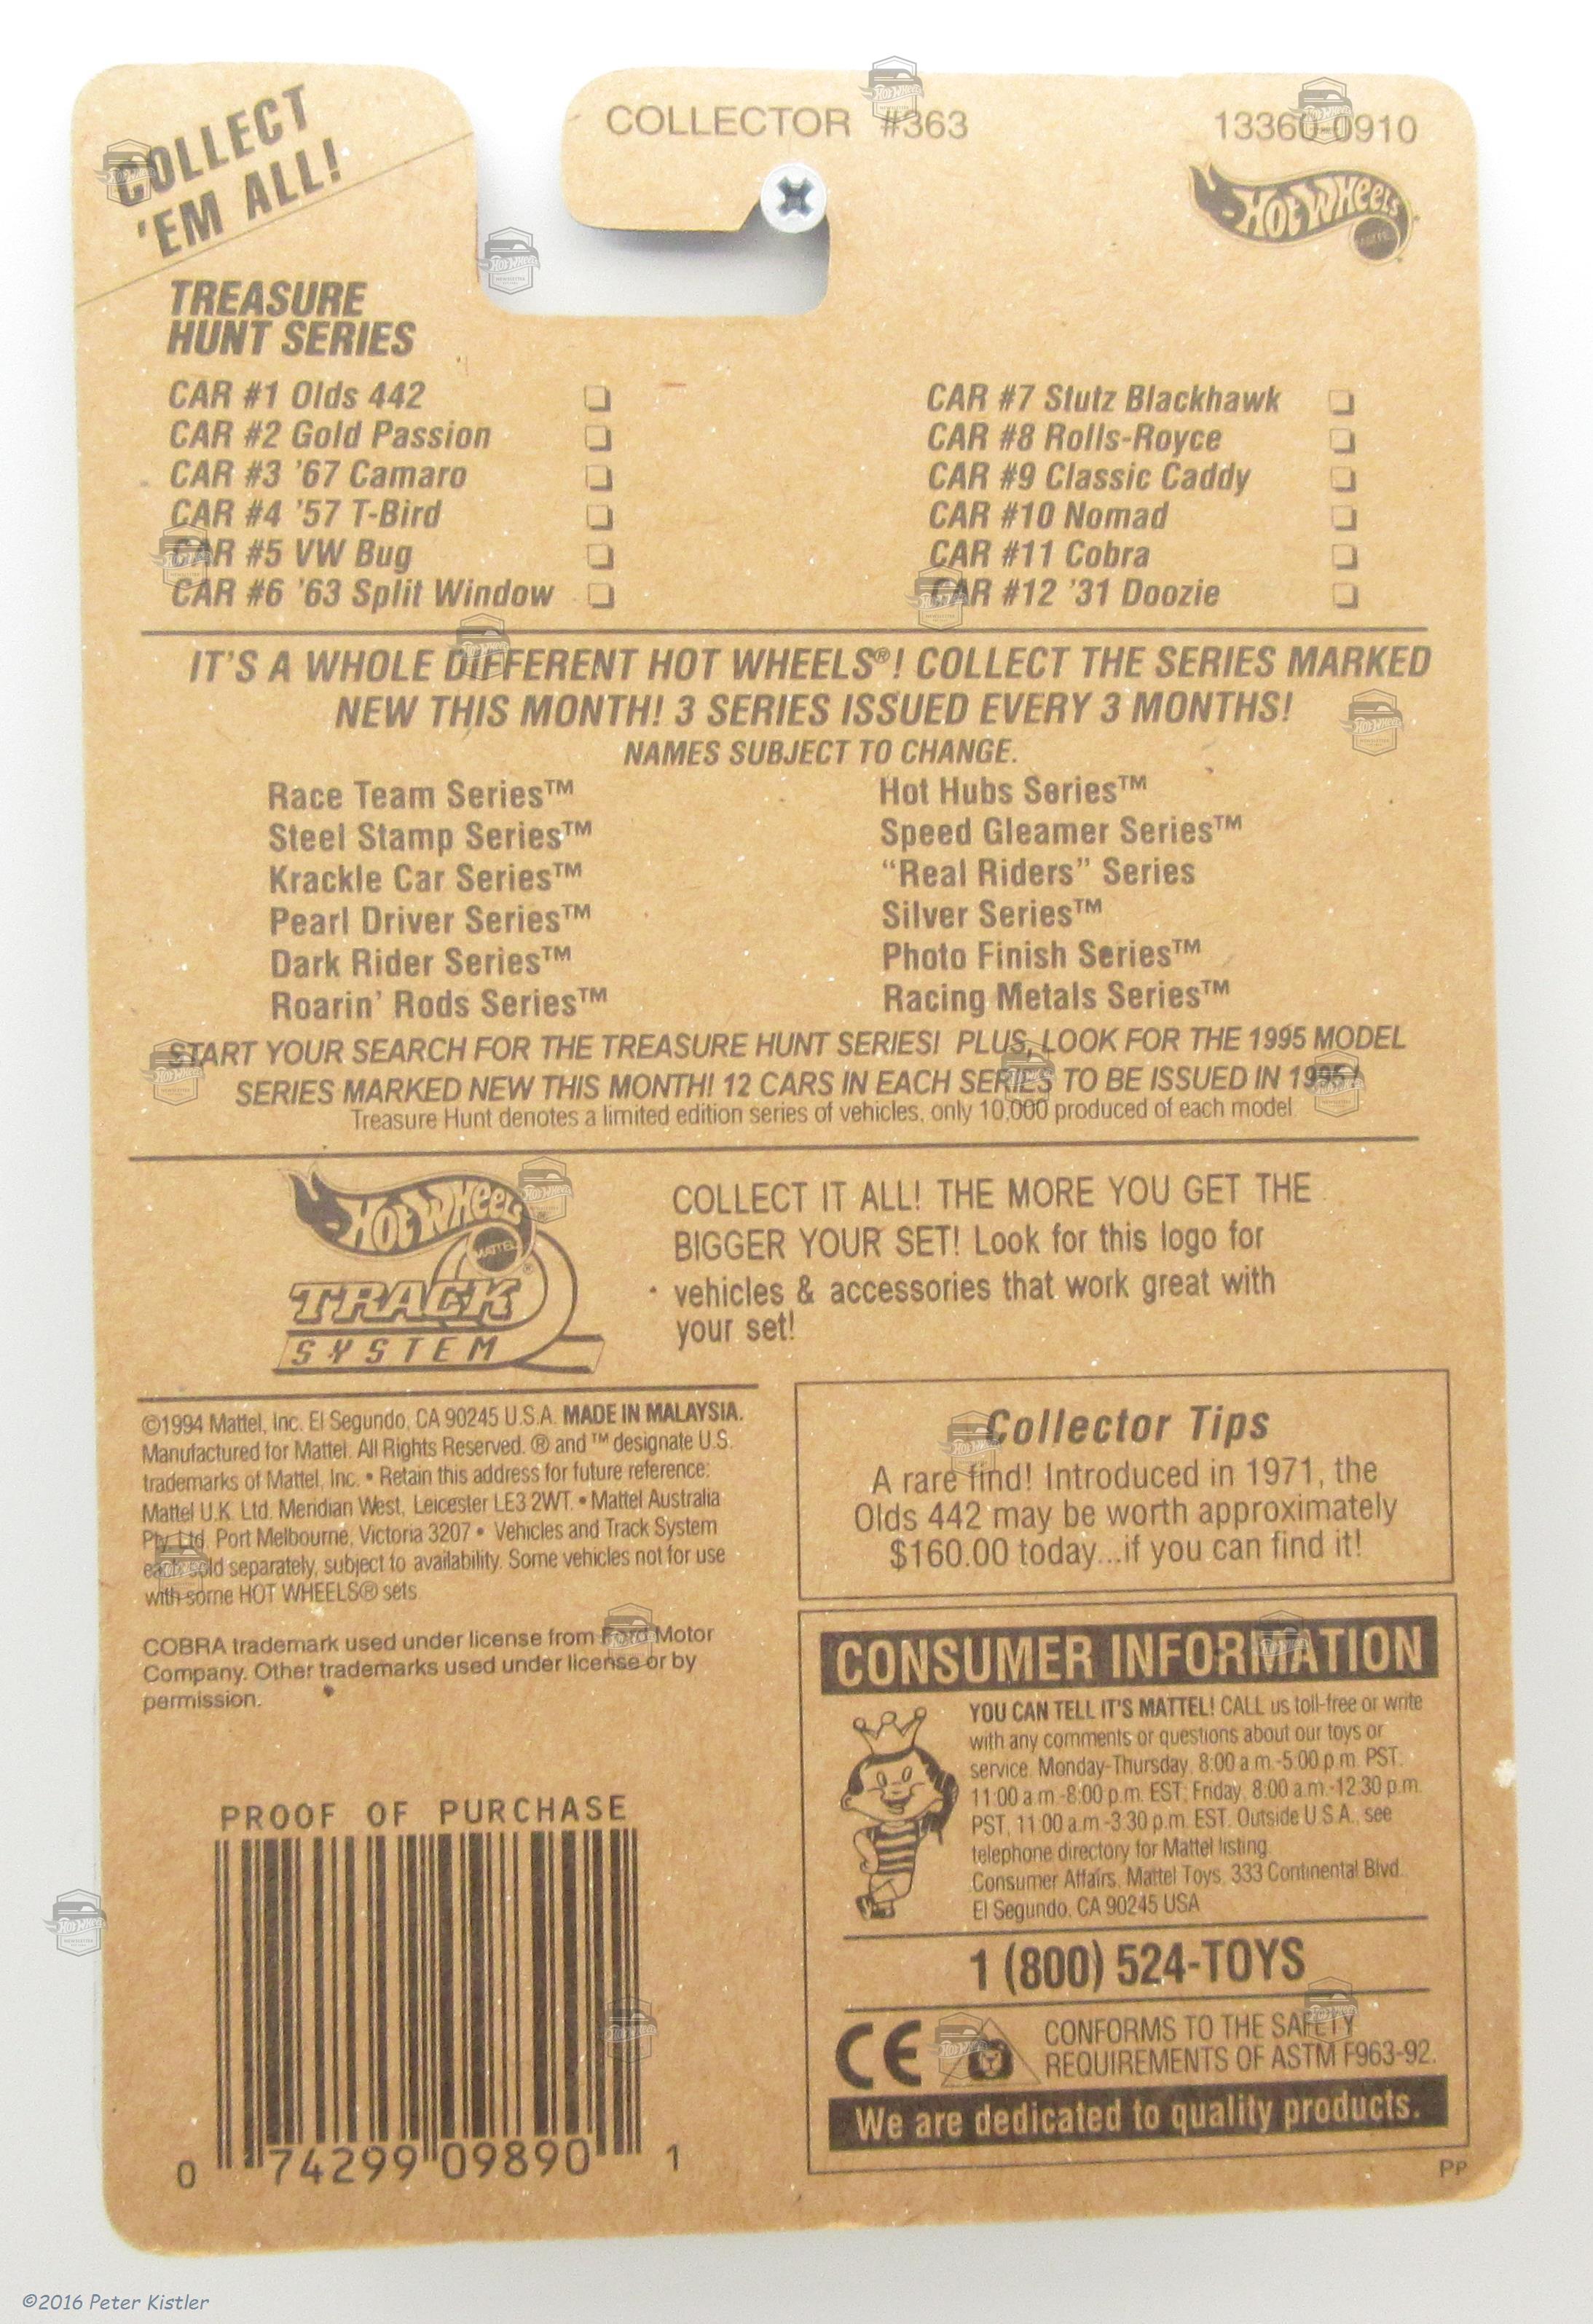 COLLECT
'EM ALL!
COLLECTOR #363
13360-0910
HOT WHEELS
TREASURE
HUNT SERIES
CAR #1 Olds 442
CAR #2 Gold Passion
CAR #3 '67 Camaro
CAR #4 '57 T-Bird
CAR #5 VW Bug
CAR #6 '63 Split Window
CAR #7 Stutz Blackhawk
CAR #8 Rolls-Royce
CAR #9 Classic Caddy
CAR #10 Nomad
CAR #11 Cobra
CAR #12 '31 Doozie
IT'S A WHOLE DIFFERENT HOT WHEELS®! COLLECT THE SERIES MARKED
NEW THIS MONTH! 3 SERIES ISSUED EVERY 3 MONTHS!
NAMES SUBJECT TO CHANGE.
Race Team Series™
Steel Stamp Series™
Krackle Car Series™
Pearl Driver Series™
Dark Rider Series™
Roarin' Rods Series™
Hot Hubs Series™
Speed Gleamer Series™
“Real Riders” Series
Silver Series™
Photo Finish Series™
Racing Metals Series™
START YOUR SEARCH FOR THE TREASURE HUNT SERIES! PLUS, LOOK FOR THE 1995 MODEL
SERIES MARKED NEW THIS MONTH! 12 CARS IN EACH SERIES TO BE ISSUED IN 1995!
Treasure Hunt denotes a limited edition series of vehicles, only 10,000 produced of each model
HOT WHEELS
MATTEL
TRACK
SYSTEM
COLLECT IT ALL! THE MORE YOU GET THE
BIGGER YOUR SET! Look for this logo for
vehicles & accessories that work great with
your set!
©1994 Mattel, Inc. El Segundo, CA 90245 U.S.A. MADE IN MALAYSIA.
Manufactured for Mattel. All Rights Reserved. ® and ™ designate U.S.
trademarks of Mattel, Inc. • Retain this address for future reference:
Mattel U.K. Ltd. Meridian West, Leicester LE3 2WT. • Mattel Australia
Pty. Ltd. Port Melbourne, Victoria 3207 • Vehicles and Track System
each sold separately, subject to availability. Some vehicles not for use
with some HOT WHEELS® sets.
COBRA trademark used under license from Ford Motor
Company. Other trademarks used under license or by
permission.
Collector Tips
A rare find! Introduced in 1971, the
Olds 442 may be worth approximately
$160.00 today...if you can find it!
CONSUMER INFORMATION
YOU CAN TELL IT'S MATTEL! CALL us toll-free or write
with any comments or questions about our toys or
service. Monday-Thursday, 8:00 a.m.-5:00 p.m. PST.
11:00 a.m.-8:00 p.m. EST; Friday, 8:00 a.m.-12:30 p.m.
PST, 11:00 a.m.-3:30 p.m. EST. Outside U.S.A., see
telephone directory for Mattel listing.
Consumer Affairs, Mattel Toys, 333 Continental Blvd.
El Segundo, CA 90245 USA
1 (800) 524-TOYS
CE
CONFORMS TO THE SAFETY
REQUIREMENTS OF ASTM F963-92.
We are dedicated to quality products.
PP
PROOF OF PURCHASE
0 74299 09890 1
©2016 Peter Kistler